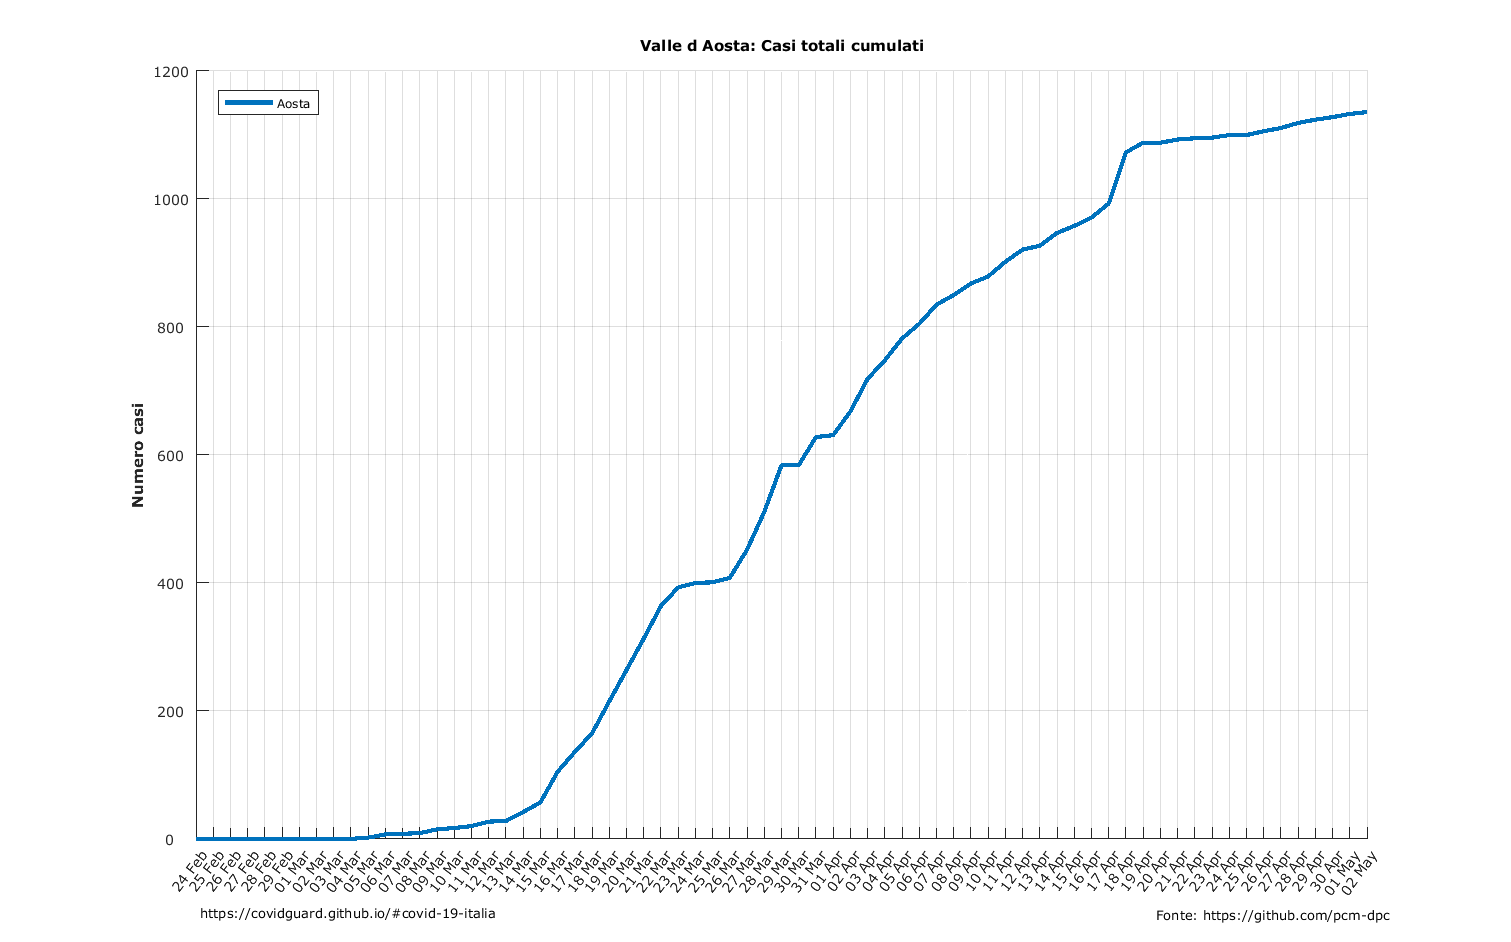 Valle d Aosta: Casi totali cumulati
1200
Aosta
1000
800
600
400
200
0
Numero casi
24 Feb
25 Feb
26 Feb
27 Feb
28 Feb
29 Feb
01 Mar
02 Mar
03 Mar
04 Mar
05 Mar
06 Mar
07 Mar
08 Mar
09 Mar
10 Mar
11 Mar
12 Mar
13 Mar
14 Mar
15 Mar
16 Mar
17 Mar
18 Mar
19 Mar
20 Mar
21 Mar
22 Mar
23 Mar
24 Mar
25 Mar
26 Mar
27 Mar
28 Mar
29 Mar
30 Mar
31 Mar
01 Apr
02 Apr
03 Apr
04 Apr
05 Apr
06 Apr
07 Apr
08 Apr
09 Apr
10 Apr
11 Apr
12 Apr
13 Apr
14 Apr
15 Apr
16 Apr
17 Apr
18 Apr
19 Apr
20 Apr
21 Apr
22 Apr
23 Apr
24 Apr
25 Apr
26 Apr
27 Apr
28 Apr
29 Apr
30 Apr
01 May
02 May
https://covidguard.github.io/#covid-19-italia
Fonte: https://github.com/pcm-dpc